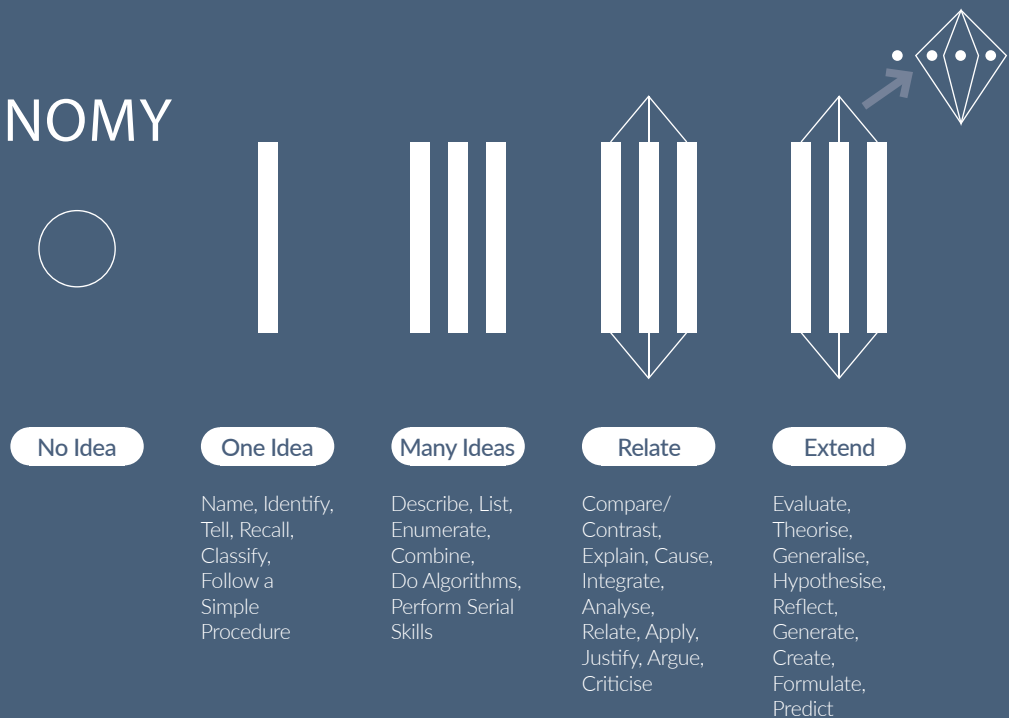 NOMY
No Idea
One Idea
Name, Identify,
Tell, Recall,
Classify,
Follow a
Simple
Procedure
Many Ideas
Describe, List,
Enumerate,
Combine,
Do Algorithms,
Perform Serial
Skills
Relate
Compare/
Contrast,
Explain, Cause,
Integrate,
Analyse,
Relate, Apply,
Justify, Argue,
Criticise
Extend
Evaluate,
Theorise,
Generalise,
Hypothesise,
Reflect,
Generate,
Create,
Formulate,
Predict